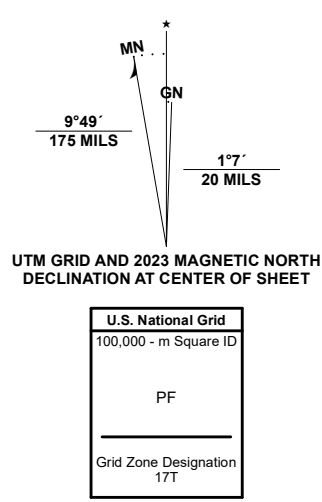 MN
GN
9°49´
175 MILS
1°7´
20 MILS
UTM GRID AND 2023 MAGNETIC NORTH
DECLINATION AT CENTER OF SHEET
U.S. National Grid
100,000 - m Square ID
PF
Grid Zone Designation
17T